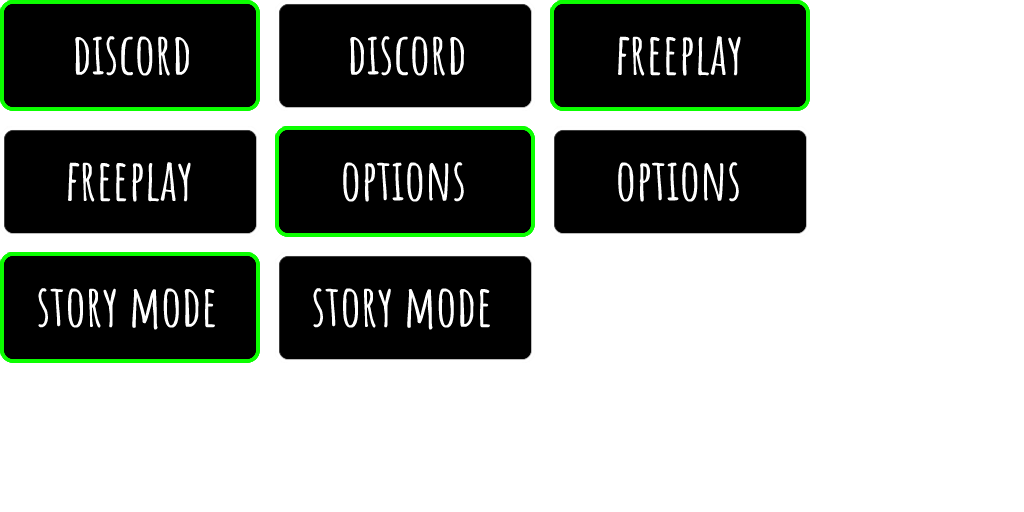 DISCORD
DISCORD
FREEPLAY
FREEPLAY
OPTIONS
OPTIONS
STORY MODE
STORY MODE